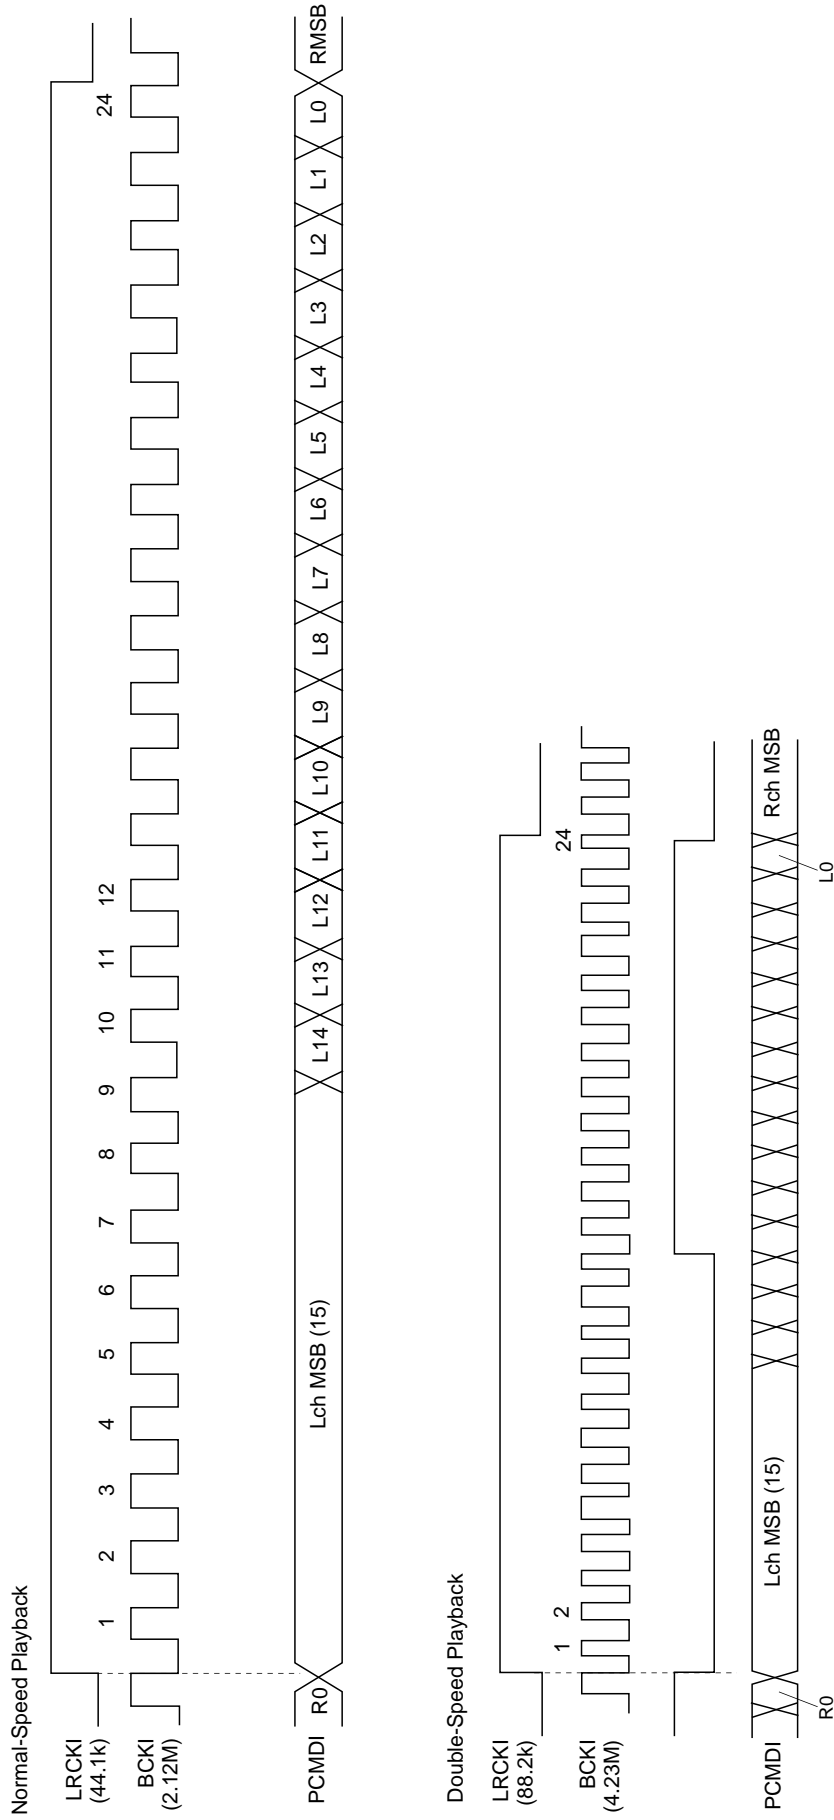 Normal-Speed Playback
LRCKI
(44.1k)
1 2 3 4 5 6 7 8 9 10 11 12 24
BCKI
(2.12M)
PCMDI R0 Lch MSB (15) L14 L13 L12 L11 L10 L9 L8 L7 L6 L5 L4 L3 L2 L1 L0 RMSB
Double-Speed Playback
LRCKI
(88.2k)
1 2 24
BCKI
(4.23M)
PCMDI Lch MSB (15) Rch MSB
R0 L0